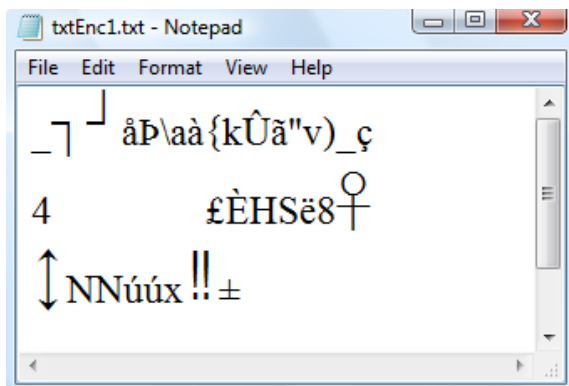 txtEnc1.txt - Notepad
File Edit Format View Help
_┐┘åÞ\aà{kÛã"v)_ç
4 £ÈHSë8♀
↕NNúúx‼±